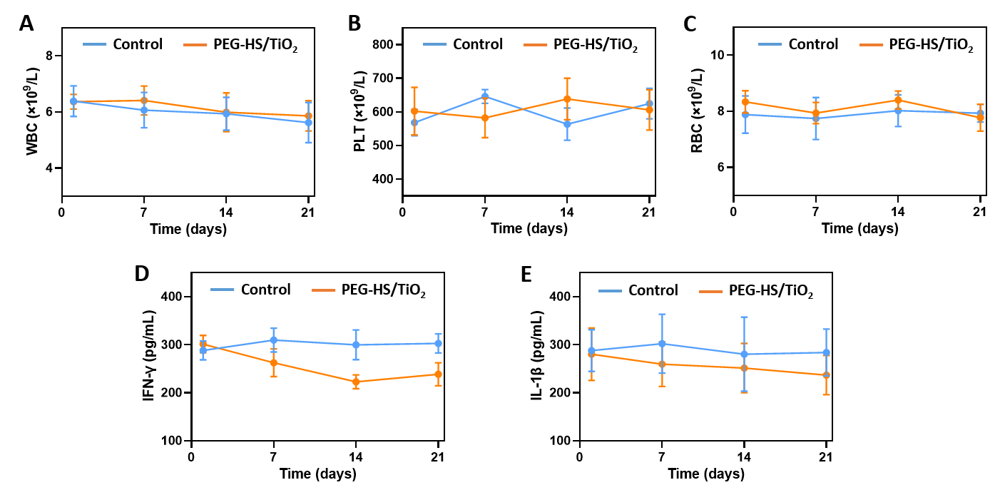 A
Control PEG-HS/TiO₂
WBC (×10⁹/L)
8
6
4
0 7 14 21
Time (days)
B
Control PEG-HS/TiO₂
PLT (×10⁹/L)
800
700
600
500
400
0 7 14 21
Time (days)
C
Control PEG-HS/TiO₂
RBC (×10⁹/L)
10
8
6
0 7 14 21
Time (days)
D
Control PEG-HS/TiO₂
IFN-γ (pg/mL)
400
300
200
100
0 7 14 21
Time (days)
E
Control PEG-HS/TiO₂
IL-1β (pg/mL)
400
300
200
100
0 7 14 21
Time (days)